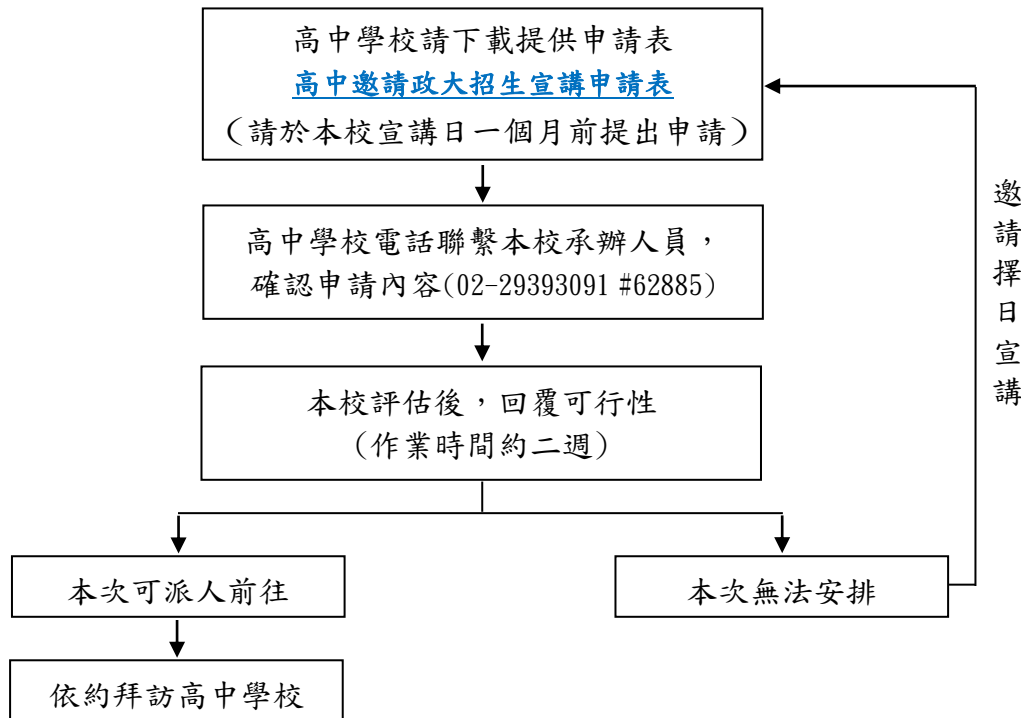 高中學校請下載提供申請表
高中邀請政大招生宣講申請表
（請於本校宣講日一個月前提出申請）
高中學校電話聯繫本校承辦人員，
確認申請內容(02-29393091 #62885)
本校評估後，回覆可行性
(作業時間約二週)
本次可派人前往
本次無法安排
依約拜訪高中學校
邀請擇日宣講